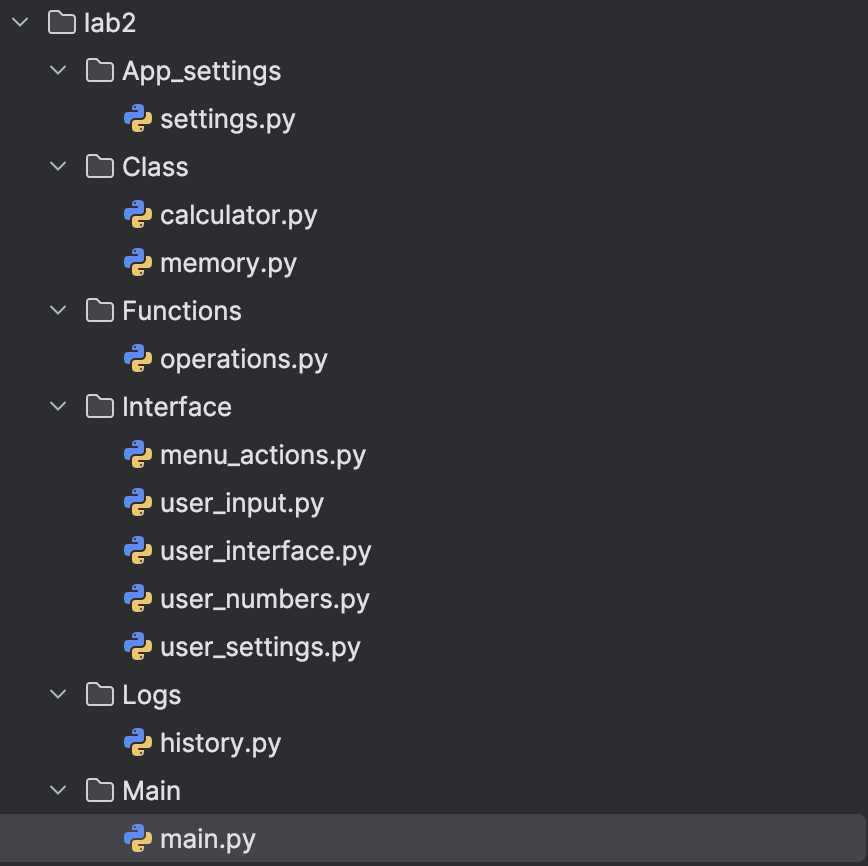 lab2
App_settings
settings.py
Class
calculator.py
memory.py
Functions
operations.py
Interface
menu_actions.py
user_input.py
user_interface.py
user_numbers.py
user_settings.py
Logs
history.py
Main
main.py